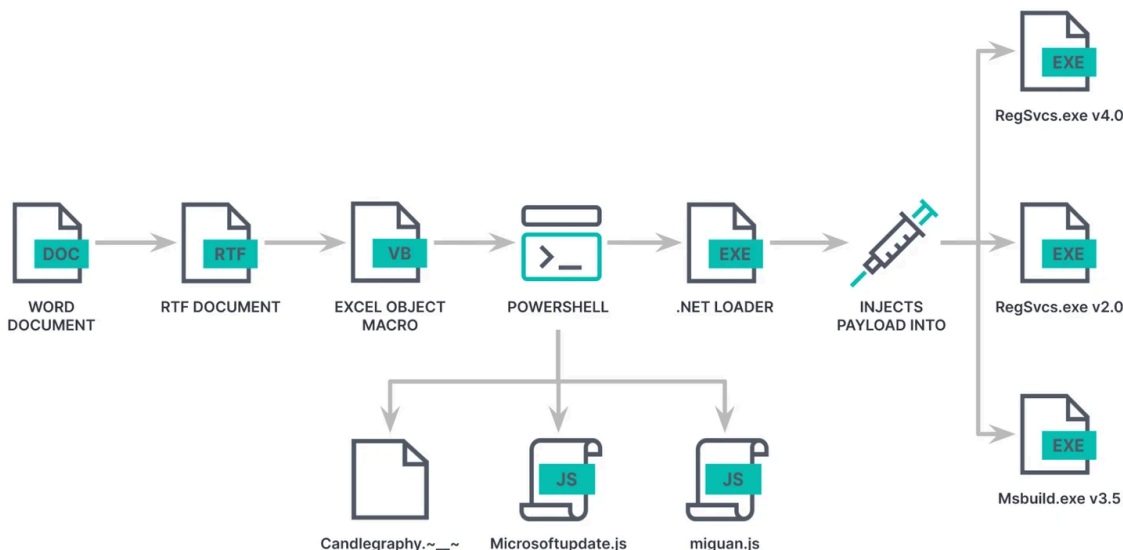 EXE
RegSvcs.exe v4.0
DOC
RTF
VB
>_
EXE
EXE
WORD
DOCUMENT
RTF DOCUMENT
EXCEL OBJECT
MACRO
POWERSHELL
.NET LOADER
INJECTS
PAYLOAD INTO
RegSvcs.exe v2.0
JS
JS
EXE
Candlegraphy.~__~
Microsoftupdate.js
miguan.js
Msbuild.exe v3.5